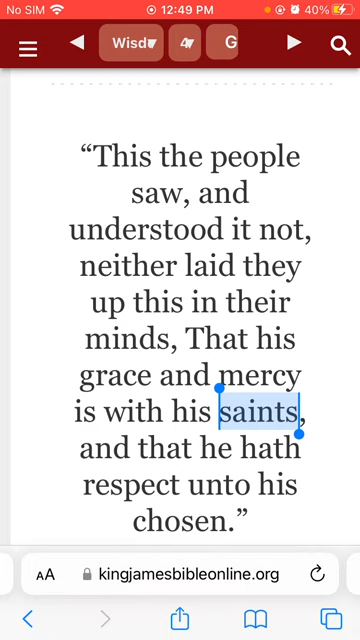 No SIM 12:49 PM 40%
Wisdv 4 G
“This the people
saw, and
understood it not,
neither laid they
up this in their
minds, That his
grace and mercy
is with his saints,
and that he hath
respect unto his
chosen.”
AA kingjamesbibleonline.org